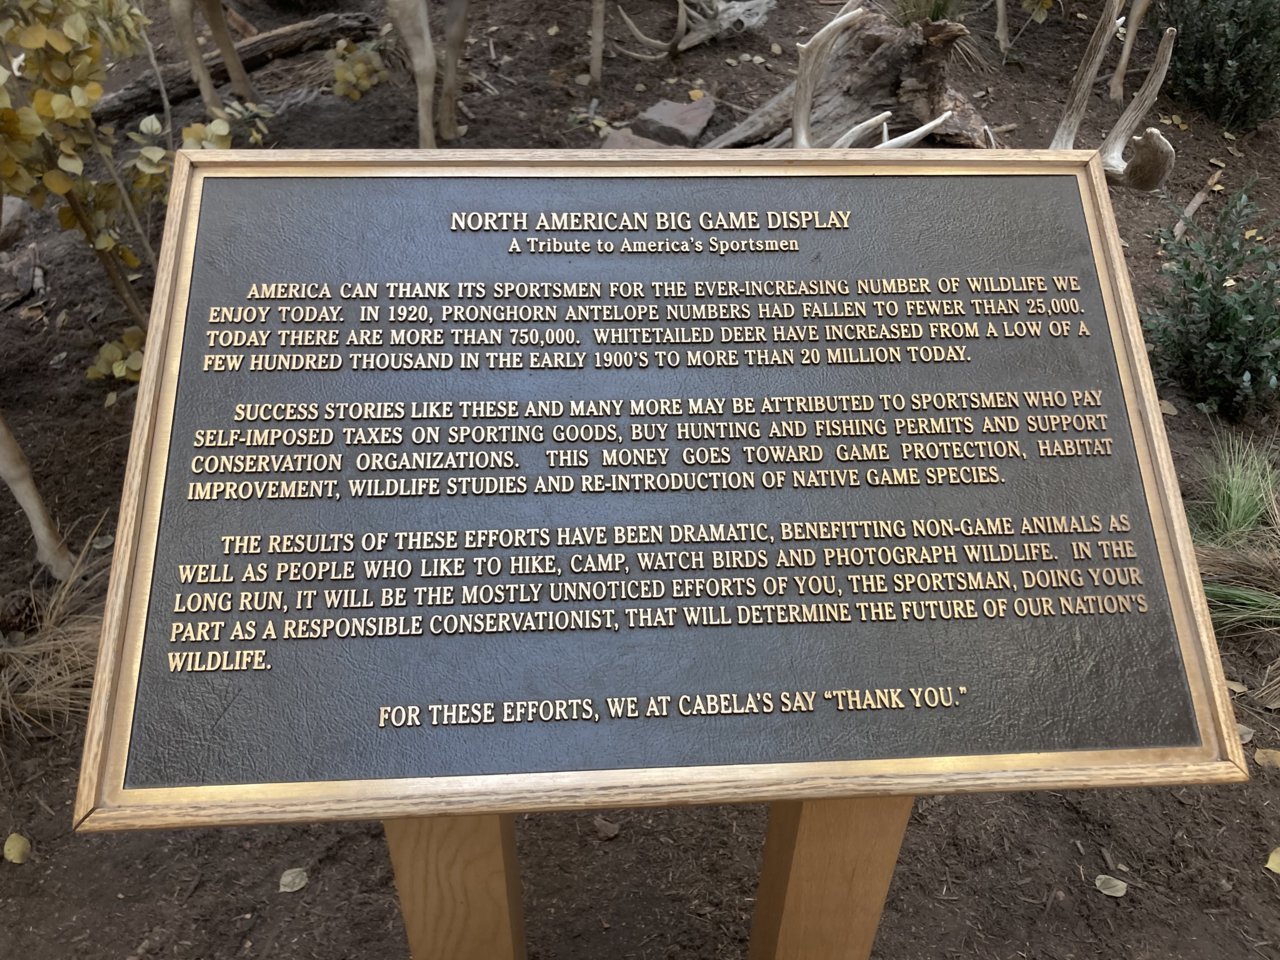 NORTH AMERICAN BIG GAME DISPLAY
A Tribute to America's Sportsmen
AMERICA CAN THANK ITS SPORTSMEN FOR THE EVER-INCREASING NUMBER OF WILDLIFE WE
ENJOY TODAY. IN 1920, PRONGHORN ANTELOPE NUMBERS HAD FALLEN TO FEWER THAN 25,000.
TODAY THERE ARE MORE THAN 750,000. WHITETAILED DEER HAVE INCREASED FROM A LOW OF A
FEW HUNDRED THOUSAND IN THE EARLY 1900'S TO MORE THAN 20 MILLION TODAY.
SUCCESS STORIES LIKE THESE AND MANY MORE MAY BE ATTRIBUTED TO SPORTSMEN WHO PAY
SELF-IMPOSED TAXES ON SPORTING GOODS, BUY HUNTING AND FISHING PERMITS AND SUPPORT
CONSERVATION ORGANIZATIONS. THIS MONEY GOES TOWARD GAME PROTECTION, HABITAT
IMPROVEMENT, WILDLIFE STUDIES AND RE-INTRODUCTION OF NATIVE GAME SPECIES.
THE RESULTS OF THESE EFFORTS HAVE BEEN DRAMATIC, BENEFITTING NON-GAME ANIMALS AS
WELL AS PEOPLE WHO LIKE TO HIKE, CAMP, WATCH BIRDS AND PHOTOGRAPH WILDLIFE. IN THE
LONG RUN, IT WILL BE THE MOSTLY UNNOTICED EFFORTS OF YOU, THE SPORTSMAN, DOING YOUR
PART AS A RESPONSIBLE CONSERVATIONIST, THAT WILL DETERMINE THE FUTURE OF OUR NATION'S
WILDLIFE.
FOR THESE EFFORTS, WE AT CABELA'S SAY "THANK YOU."